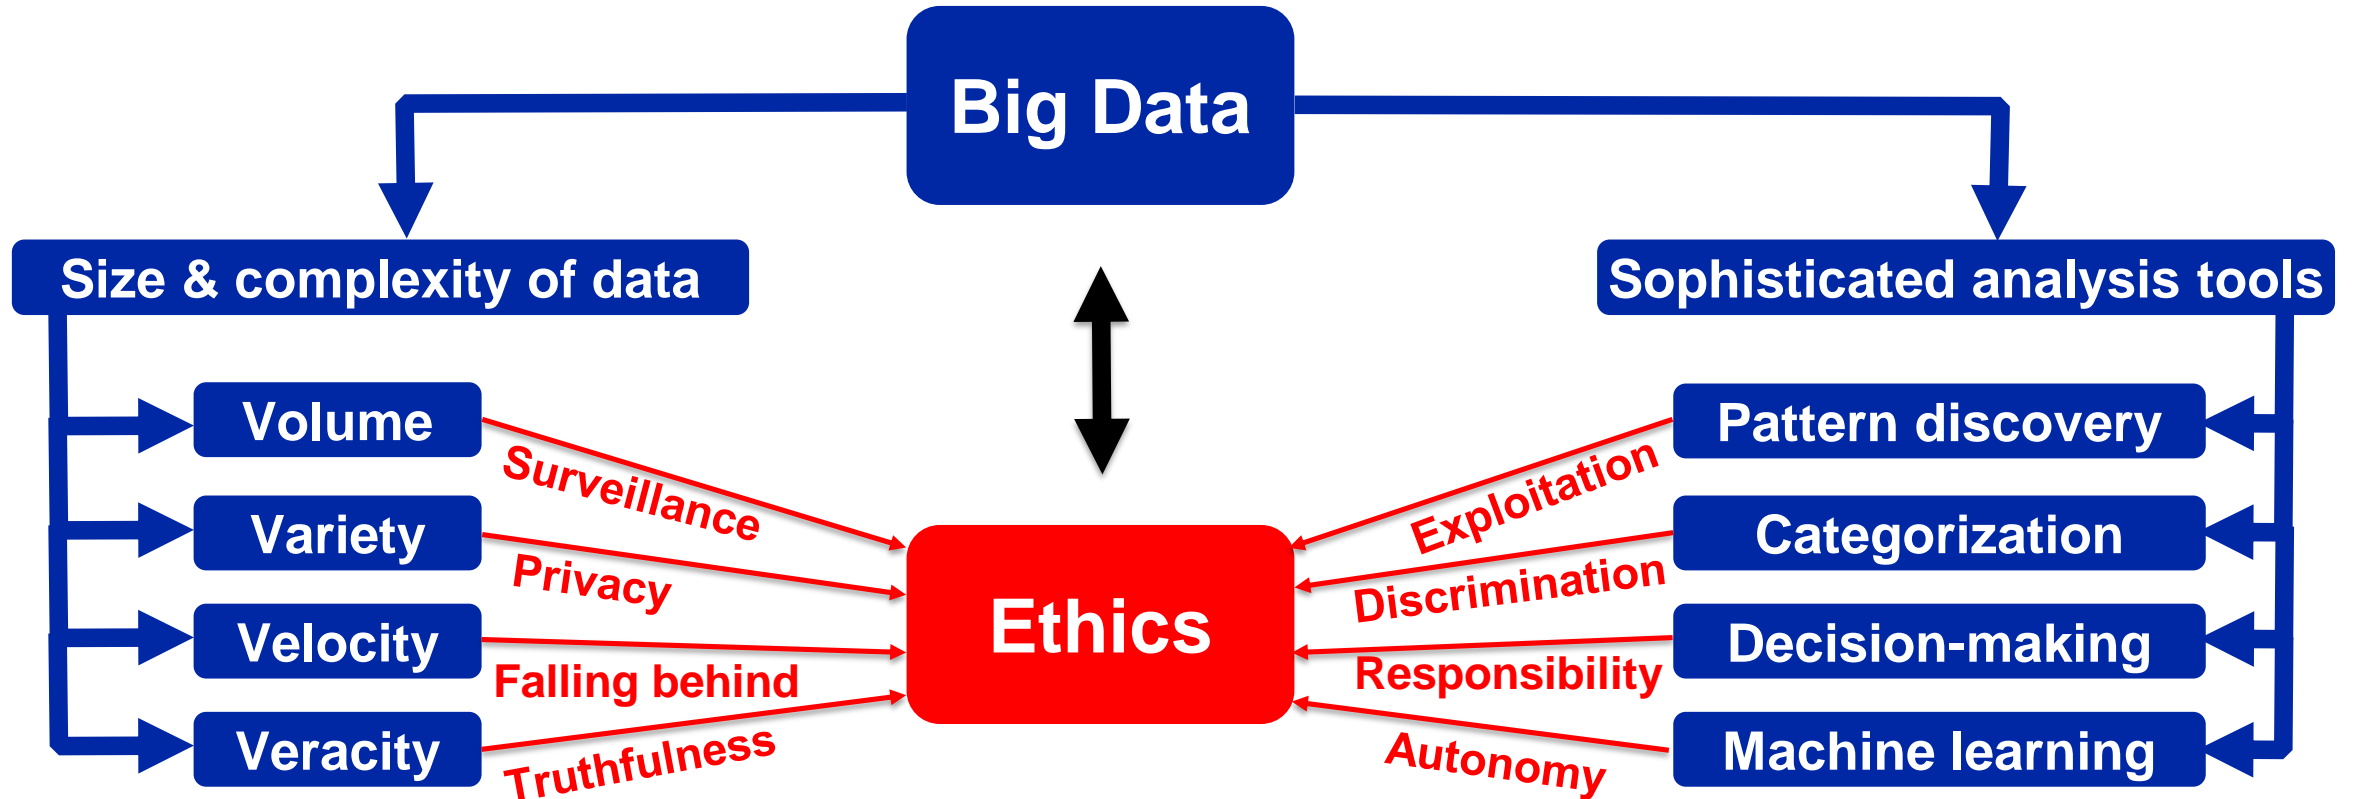 Big Data
Size & complexity of data
Sophisticated analysis tools
Volume
Surveillance
Variety
Privacy
Velocity
Falling behind
Veracity
Truthfulness
Ethics
Pattern discovery
Exploitation
Categorization
Discrimination
Decision-making
Responsibility
Machine learning
Autonomy